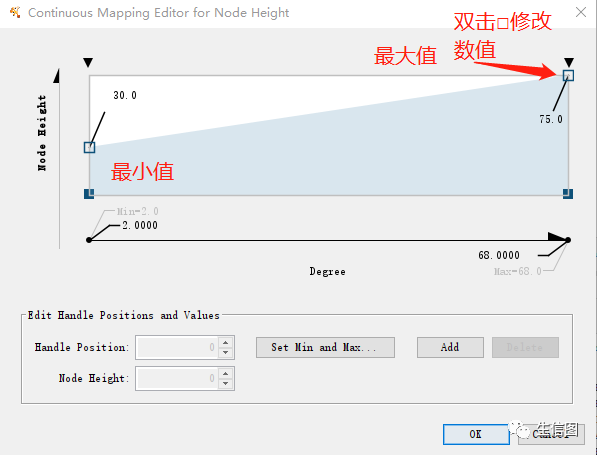 Continuous Mapping Editor for Node Height
双击□修改
数值
最大值
30.0
75.0
Node Height
最小值
Min=2.0
2.0000
68.0000
Max=68.0
Degree
Edit Handle Positions and Values
Handle Position:
0
Set Min and Max...
Add
Delete
Node Height:
0
OK
Cancel
生信图